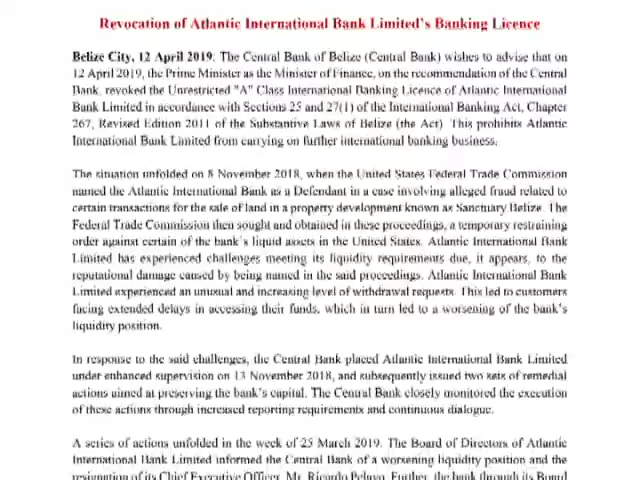 Revocation of Atlantic International Bank Limited's Banking Licence
Belize City, 12 April 2019. The Central Bank of Belize (Central Bank) wishes to advise that on
12 April 2019, the Prime Minister as the Minister of Finance, on the recommendation of the Central
Bank, revoked the Unrestricted "A" Class International Banking Licence of Atlantic International
Bank Limited in accordance with Sections 25 and 27(1) of the International Banking Act, Chapter
267, Revised Edition 2011 of the Substantive Laws of Belize (the Act). This prohibits Atlantic
International Bank Limited from carrying on further international banking business.
The situation unfolded on 8 November 2018, when the United States Federal Trade Commission
named the Atlantic International Bank as a Defendant in a case involving alleged fraud related to
certain transactions for the sale of land in a property development known as Sanctuary Belize. The
Federal Trade Commission then sought and obtained in these proceedings, a temporary restraining
order against certain of the bank's liquid assets in the United States. Atlantic International Bank
Limited has experienced challenges meeting its liquidity requirements due, it appears, to the
reputational damage caused by being named in the said proceedings. Atlantic International Bank
Limited experienced an unusual and increasing level of withdrawal requests. This led to customers
facing extended delays in accessing their funds, which in turn led to a worsening of the bank's
liquidity position.
In response to the said challenges, the Central Bank placed Atlantic International Bank Limited
under enhanced supervision on 13 November 2018, and subsequently issued two sets of remedial
actions aimed at preserving the bank's capital. The Central Bank closely monitored the execution
of these actions through increased reporting requirements and continuous dialogue.
A series of actions unfolded in the week of 25 March 2019. The Board of Directors of Atlantic
International Bank Limited informed the Central Bank of a worsening liquidity position and the
resignation of its Chief Executive Officer, Mr. Ricardo Pelayo. Further, the bank through its Board